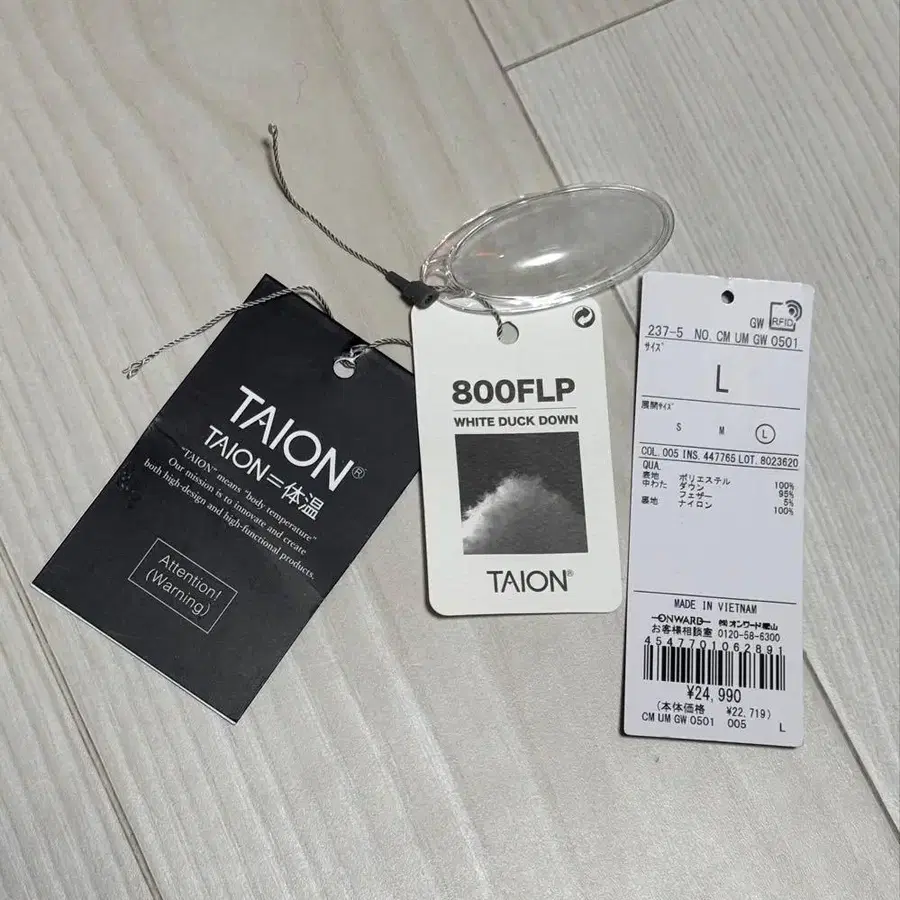 TAION®
TAION=体温
"TAION" means "body temperature"
Our mission is to innovate and create
both high-design and high-functional products.
Attention!
(Warning)
800FLP
WHITE DUCK DOWN
TAION®
GW RFID
237-5 NO. CM UM GW 0501
サイズ
L
展開サイズ
S M L
COL. 005 INS. 447765 LOT. 8023620
QUA.
表地 ポリエステル 100%
中わた ダウン 95%
フェザー 5%
裏地 ナイロン 100%
MADE IN VIETNAM
ONWARD ㈱オンワード樫山
お客様相談室 0120-58-6300
4547701062891
¥24,990
(本体価格 ¥22,719)
CM UM GW 0501 005 L